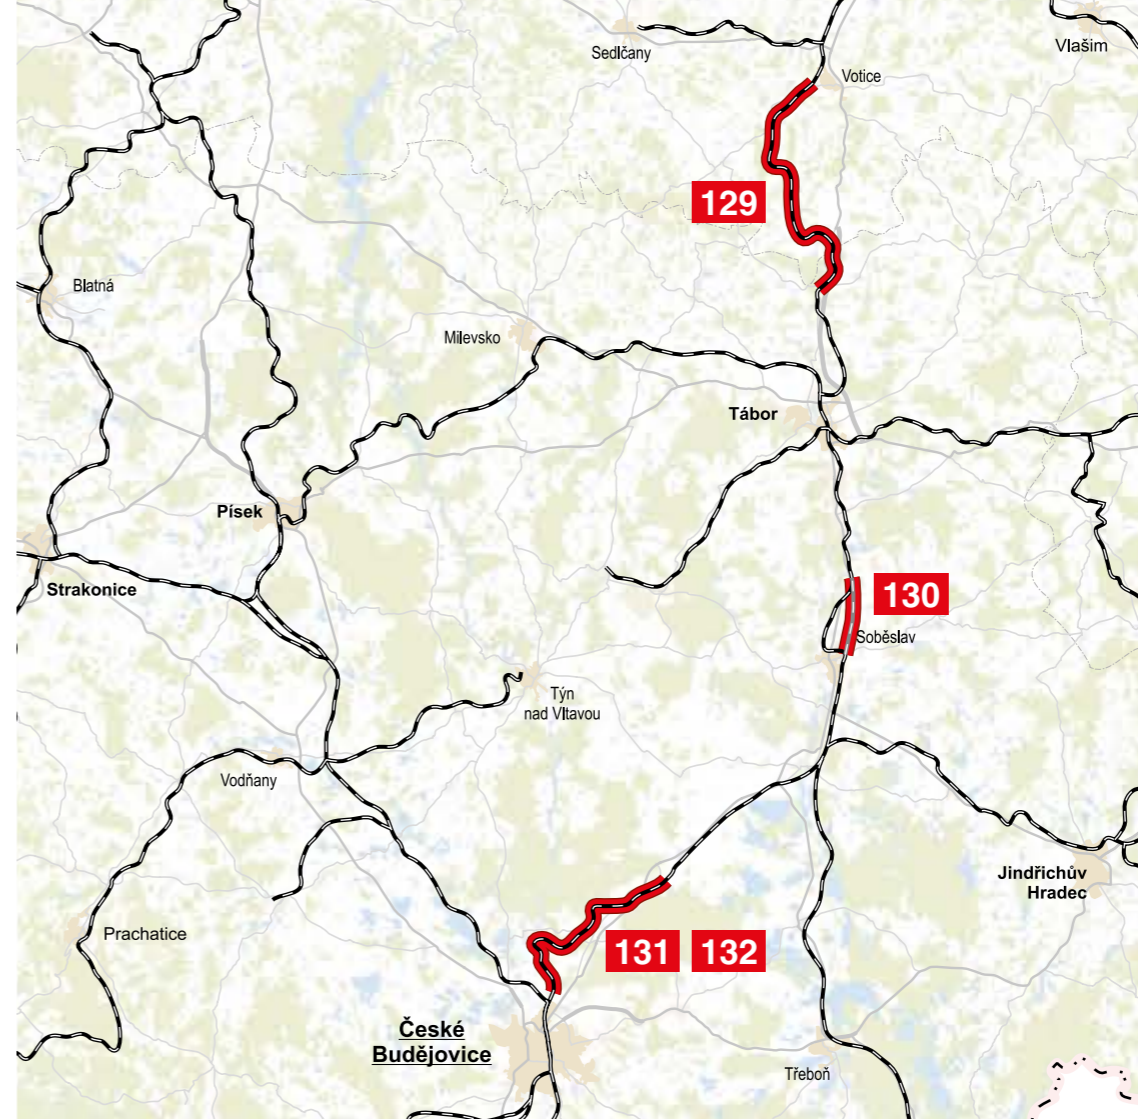 Sedlčany
Vlašim
Votice
129
Blatná
Milevsko
Tábor
Písek
Strakonice
130
Soběslav
Týn
nad Vltavou
Vodňany
Jindřichův
Hradec
Prachatice
131 132
České
Budějovice
Třeboň